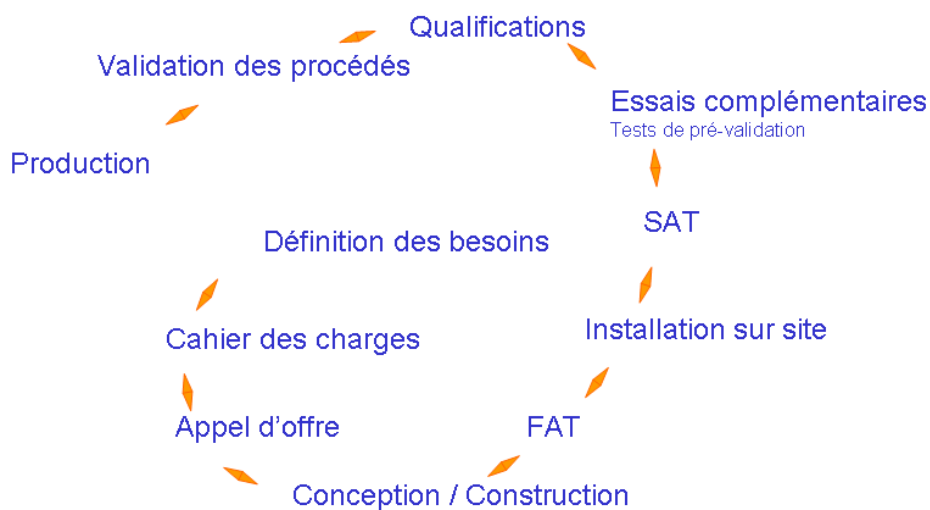 Qualifications
Validation des procédés
Essais complémentaires
Tests de pré-validation
Production
SAT
Définition des besoins
Installation sur site
Cahier des charges
Appel d’offre
FAT
Conception / Construction